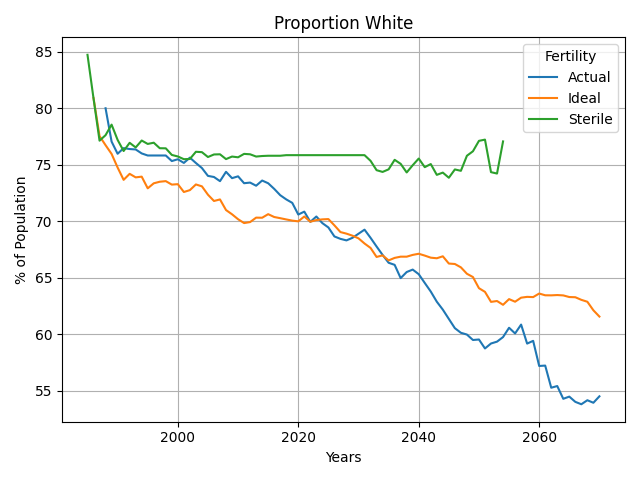 Proportion White
85
80
75
70
65
60
55
% of Population
Fertility
Actual
Ideal
Sterile
2000
2020
2040
2060
Years